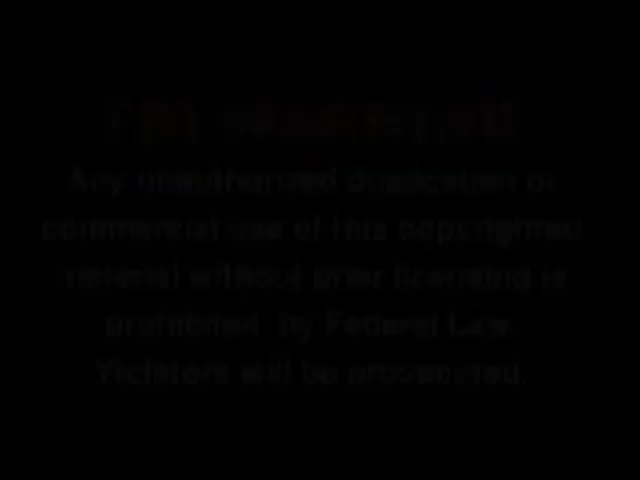 Any unauthorized duplication or
commercial use of this copyrighted
material without prior licensing is
prohibited by Federal Law.
Violators will be prosecuted.